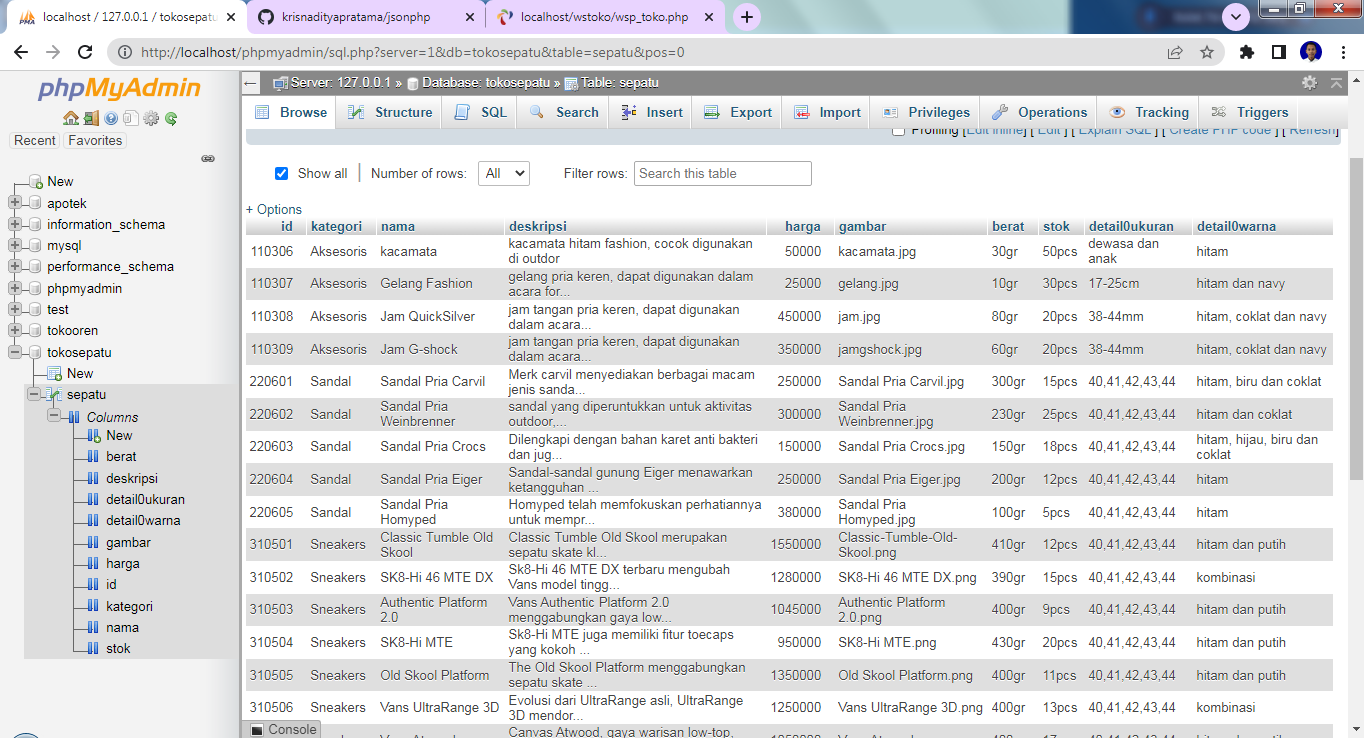 localhost / 127.0.0.1 / tokosepatu
krisnadityapratama/jsonphp
localhost/wstoko/wsp_toko.php
http://localhost/phpmyadmin/sql.php?server=1&db=tokosepatu&table=sepatu&pos=0
phpMyAdmin
Recent Favorites
New
apotek
information_schema
mysql
performance_schema
phpmyadmin
test
tokooren
tokosepatu
New
sepatu
Columns
New
berat
deskripsi
detail0ukuran
detail0warna
gambar
harga
id
kategori
nama
stok
Server: 127.0.0.1 » Database: tokosepatu » Table: sepatu
Browse Structure SQL Search Insert Export Import Privileges Operations Tracking Triggers
Profiling [Edit inline] [ Edit ] [ Explain SQL ] [ Create PHP code ] [ Refresh]
Show all Number of rows: All Filter rows: Search this table
+ Options
id kategori nama deskripsi harga gambar berat stok detail0ukuran detail0warna
110306 Aksesoris kacamata kacamata hitam fashion, cocok digunakan di outdor 50000 kacamata.jpg 30gr 50pcs dewasa dan anak hitam
110307 Aksesoris Gelang Fashion gelang pria keren, dapat digunakan dalam acara for... 25000 gelang.jpg 10gr 30pcs 17-25cm hitam dan navy
110308 Aksesoris Jam QuickSilver jam tangan pria keren, dapat digunakan dalam acara... 450000 jam.jpg 80gr 20pcs 38-44mm hitam, coklat dan navy
110309 Aksesoris Jam G-shock jam tangan pria keren, dapat digunakan dalam acara... 350000 jamgshock.jpg 60gr 20pcs 38-44mm hitam, coklat dan navy
220601 Sandal Sandal Pria Carvil Merk carvil menyediakan berbagai macam jenis sanda... 250000 Sandal Pria Carvil.jpg 300gr 15pcs 40,41,42,43,44 hitam, biru dan coklat
220602 Sandal Sandal Pria Weinbrenner sandal yang diperuntukkan untuk aktivitas outdoor,... 300000 Sandal Pria Weinbrenner.jpg 230gr 25pcs 40,41,42,43,44 hitam dan coklat
220603 Sandal Sandal Pria Crocs Dilengkapi dengan bahan karet anti bakteri dan jug... 150000 Sandal Pria Crocs.jpg 150gr 18pcs 40,41,42,43,44 hitam, hijau, biru dan coklat
220604 Sandal Sandal Pria Eiger Sandal-sandal gunung Eiger menawarkan ketangguhan ... 250000 Sandal Pria Eiger.jpg 200gr 12pcs 40,41,42,43,44 hitam
220605 Sandal Sandal Pria Homyped Homyped telah memfokuskan perhatiannya untuk mempr... 380000 Sandal Pria Homyped.jpg 100gr 5pcs 40,41,42,43,44 hitam
310501 Sneakers Classic Tumble Old Skool Classic Tumble Old Skool merupakan sepatu skate kl... 1550000 Classic-Tumble-Old-Skool.png 410gr 12pcs 40,41,42,43,44 hitam dan putih
310502 Sneakers SK8-Hi 46 MTE DX SK8-Hi 46 MTE DX terbaru mengubah Vans model tingg... 1280000 SK8-Hi 46 MTE DX.png 390gr 15pcs 40,41,42,43,44 kombinasi
310503 Sneakers Authentic Platform 2.0 Vans Authentic Platform 2.0 menggabungkan gaya low... 1045000 Authentic Platform 2.0.png 400gr 9pcs 40,41,42,43,44 hitam dan putih
310504 Sneakers SK8-Hi MTE Sk8-Hi MTE juga memiliki fitur toecaps yang kokoh ... 950000 SK8-Hi MTE.png 430gr 20pcs 40,41,42,43,44 hitam dan putih
310505 Sneakers Old Skool Platform The Old Skool Platform menggabungkan sepatu skate ... 1350000 Old Skool Platform.png 400gr 11pcs 40,41,42,43,44 hitam dan putih
310506 Sneakers Vans UltraRange 3D Evolusi dari UltraRange asli, UltraRange 3D mendor... 1250000 Vans UltraRange 3D.png 400gr 13pcs 40,41,42,43,44 kombinasi
Canvas Atwood, gaya warisan low-top,
Console